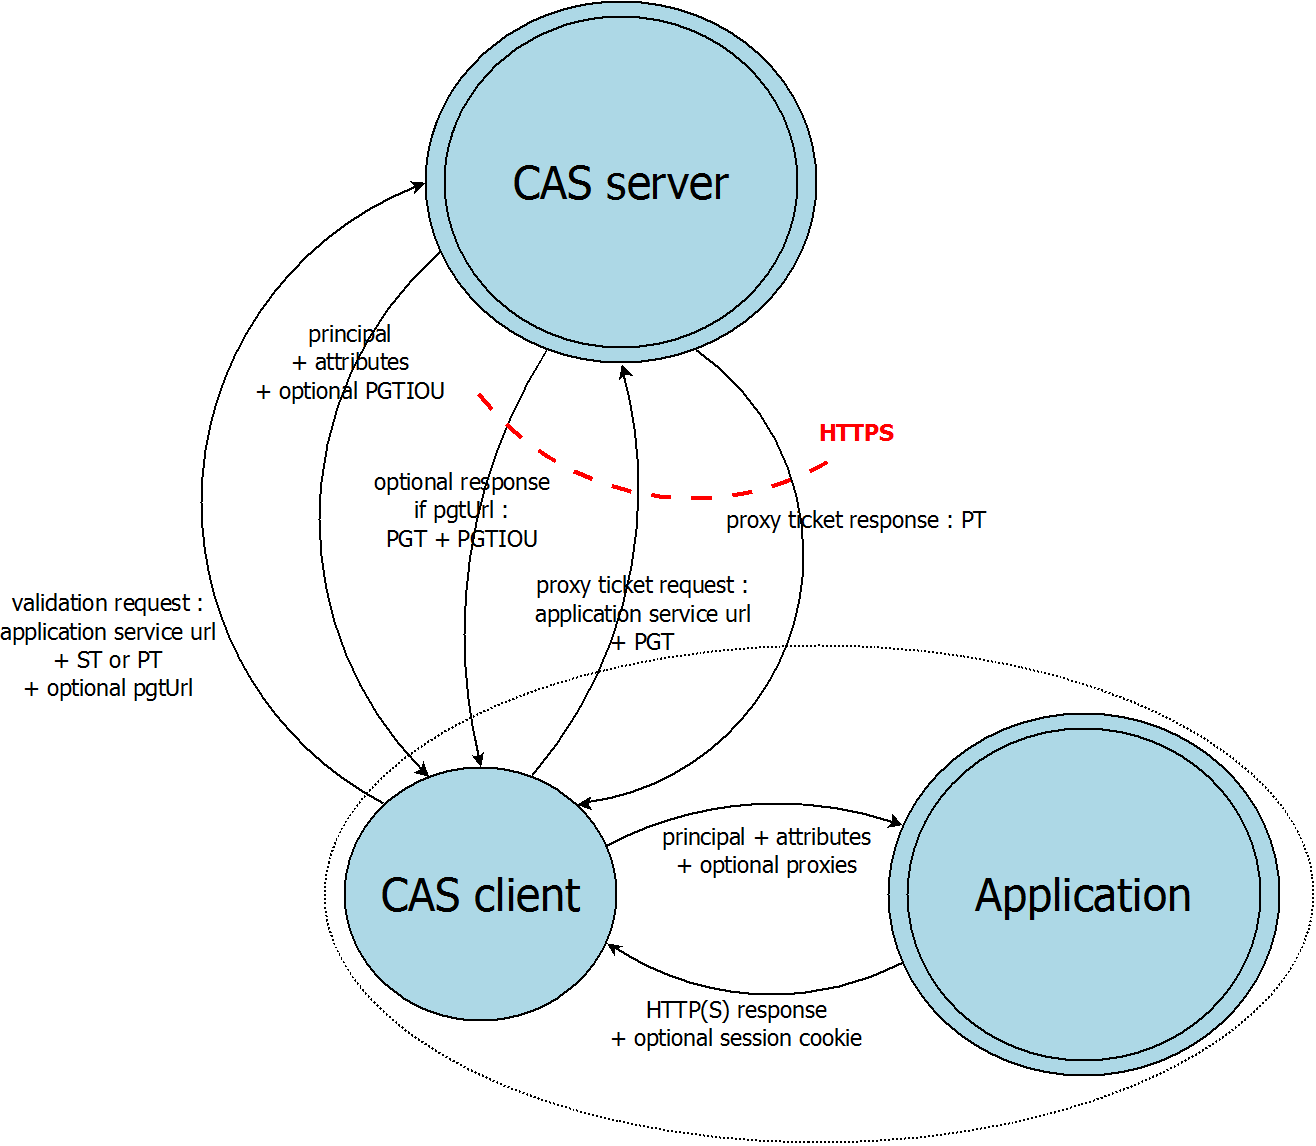 CAS server
principal
+ attributes
+ optional PGTIOU
HTTPS
optional response
if pgtUrl :
PGT + PGTIOU
proxy ticket response : PT
proxy ticket request :
application service url
+ PGT
validation request :
application service url
+ ST or PT
+ optional pgtUrl
CAS client
principal + attributes
+ optional proxies
Application
HTTP(S) response
+ optional session cookie